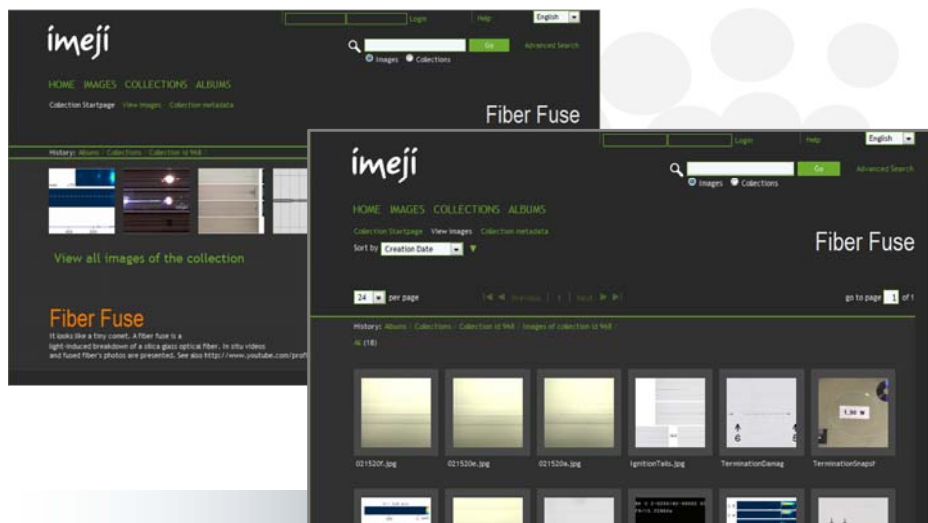 Login Help English
imeji
Go Advanced Search
Images Collections
HOME IMAGES COLLECTIONS ALBUMS
Collection Startpage View Images Collection metadata
Fiber Fuse
History: Albums / Collections / Collection id 968 /
View all images of the collection
Fiber Fuse
It looks like a tiny comet. A fiber fuse is a
light-induced breakdown of a silica glass optical fiber. In situ videos
and fused fiber's photos are presented. See also http://www.youtube.com/prof
Login Help English
imeji
Go Advanced Search
Images Collections
HOME IMAGES COLLECTIONS ALBUMS
Collection Startpage View Images Collection metadata
Sort by Creation Date
Fiber Fuse
24 per page Previous 1 Next go to page 1 of 1
History: Albums / Collections / Collection id 968 / Images of collection id 968 /
(18)
1.90 W
6
021520f.jpg 021520e.jpg 021520a.jpg IgnitionTails.jpg TerminationDamag TerminationSnapst